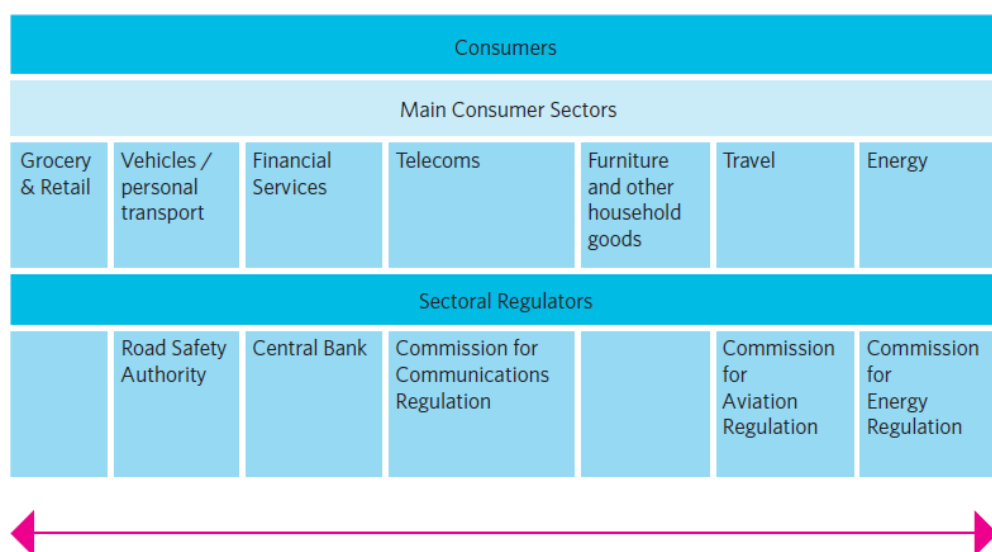 Consumers
Main Consumer Sectors
Grocery
& Retail
Vehicles /
personal
transport
Financial
Services
Telecoms
Furniture
and other
household
goods
Travel
Energy
Sectoral Regulators
Road Safety
Authority
Central Bank
Commission for
Communications
Regulation
Commission
for
Aviation
Regulation
Commission
for
Energy
Regulation